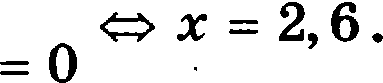 ⇔ x = 2,6.
= 0